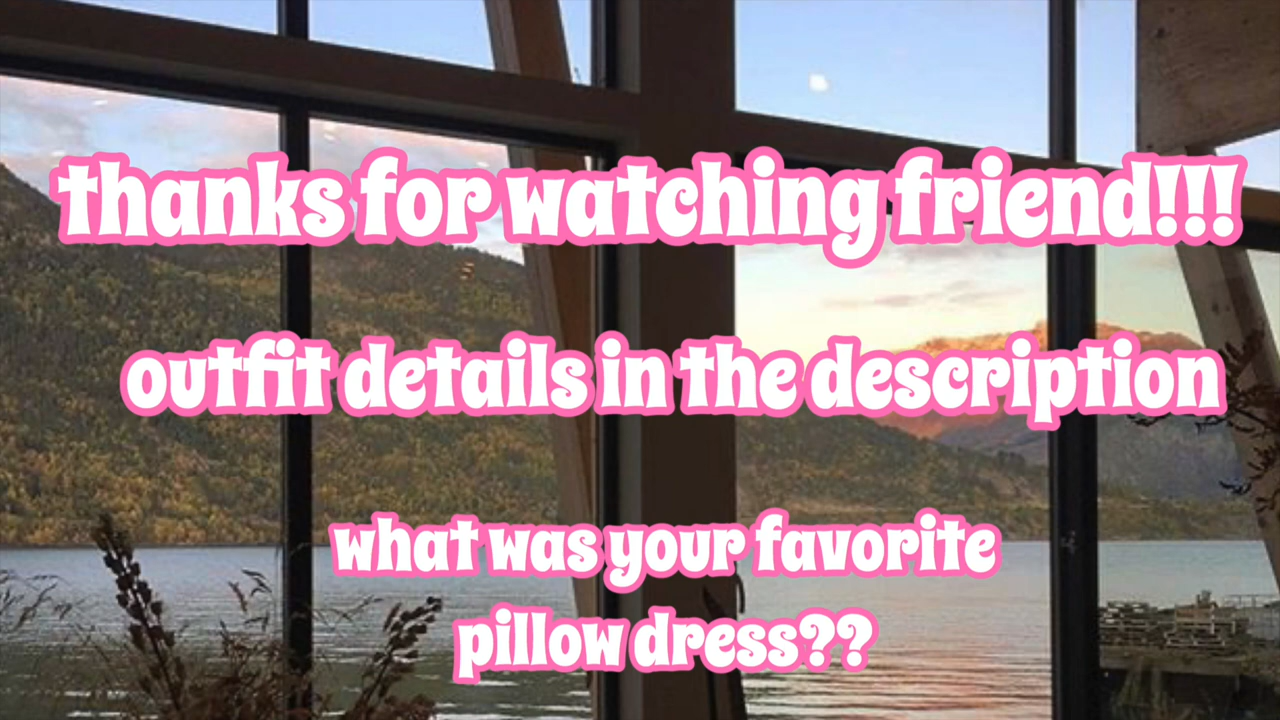 thanks for watching friend!!!
outfit details in the description
what was your favorite
pillow dress??